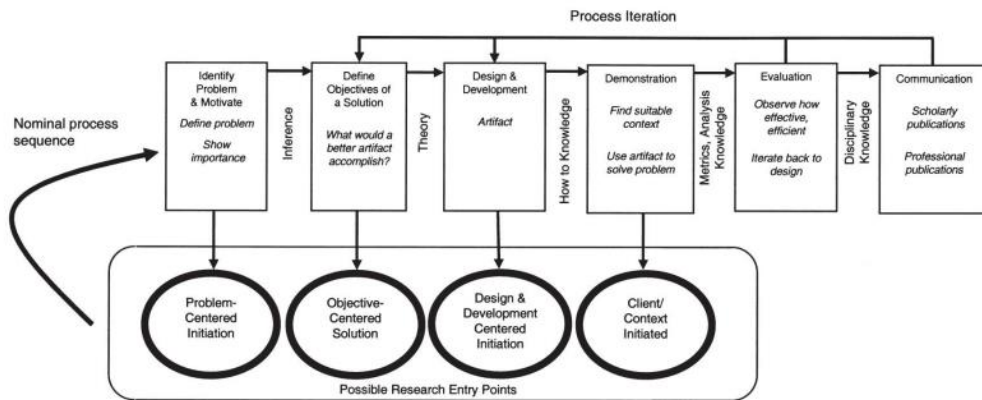 Process Iteration
Nominal process
sequence
Identify
Problem
& Motivate
Define problem
Show
importance
Inference
Define
Objectives of
a Solution
What would a
better artifact
accomplish?
Theory
Design &
Development
Artifact
How to Knowledge
Demonstration
Find suitable
context
Use artifact to
solve problem
Metrics, Analysis
Knowledge
Evaluation
Observe how
effective,
efficient
Iterate back to
design
Disciplinary
Knowledge
Communication
Scholarly
publications
Professional
publications
Problem-
Centered
Initiation
Objective-
Centered
Solution
Design &
Development
Centered
Initiation
Client/
Context
Initiated
Possible Research Entry Points